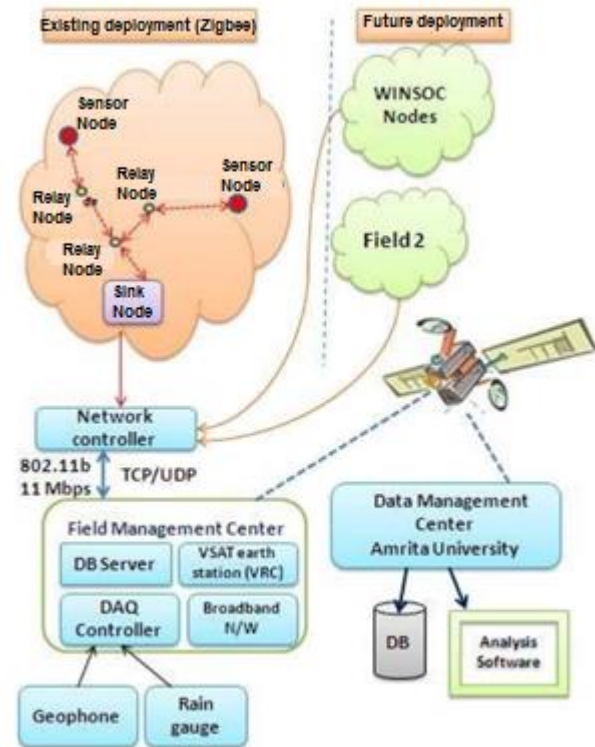 Existing deployment (Zigbee)
Future deployment
Sensor
Node
Relay
Node
Relay
Node
Sensor
Node
Relay
Node
Sink
Node
WINSOC
Nodes
Field 2
Network
controller
802.11b
11 Mbps
TCP/UDP
Field Management Center
DB Server
VSAT earth
station (VRC)
DAQ
Controller
Broadband
N/W
Geophone
Rain
gauge
Data Management
Center
Amrita University
DB
Analysis
Software